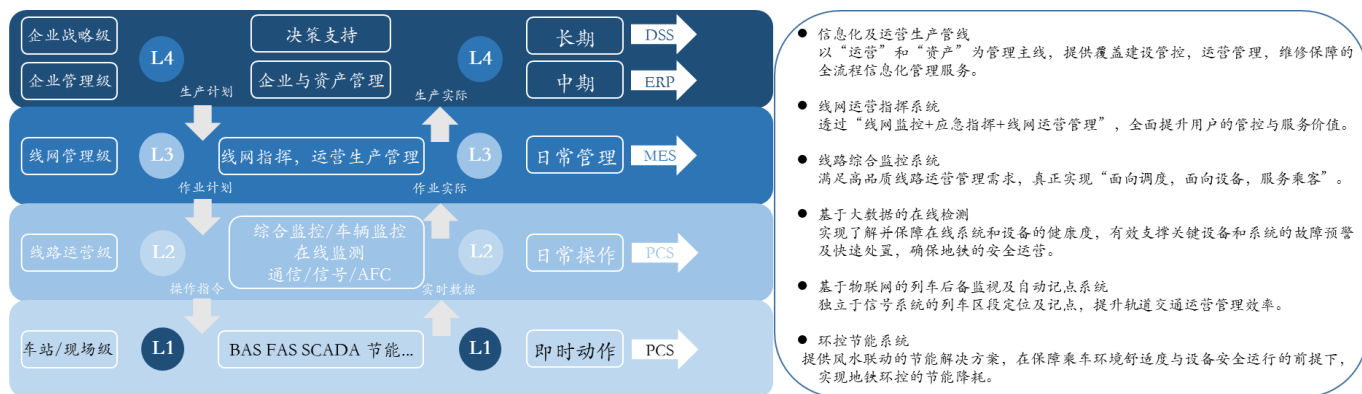 企业战略级
决策支持
长期
DSS
L4
L4
企业管理级
企业与资产管理
中期
ERP
生产计划
生产实际
线网管理级
L3
线网指挥，运营生产管理
L3
日常管理
MES
作业计划
作业实际
线路运营级
L2
综合监控/车辆监控
在线监测
通信/信号/AFC
L2
日常操作
PCS
操作指令
实时数据
车站/现场级
L1
BAS FAS SCADA 节能...
L1
即时动作
PCS
● 信息化及运营生产管线
以“运营”和“资产”为管理主线，提供覆盖建设管控，运营管理，维修保障的
全流程信息化管理服务。
● 线网运营指挥系统
透过“线网监控+应急指挥+线网运营管理”，全面提升用户的管控与服务价值。
● 线路综合监控系统
满足高品质线路运营管理需求，真正实现“面向调度，面向设备，服务乘客”。
● 基于大数据的在线检测
实现了解并保障在线系统和设备的健康度，有效支撑关键设备和系统的故障预警
及快速处置，确保地铁的安全运营。
● 基于物联网的列车后备监视及自动记点系统
独立于信号系统的列车区段定位及记点，提升轨道交通运营管理效率。
● 环控节能系统
提供风水联动的节能解决方案，在保障乘车环境舒适度与设备安全运行的前提下，
实现地铁环控的节能降耗。